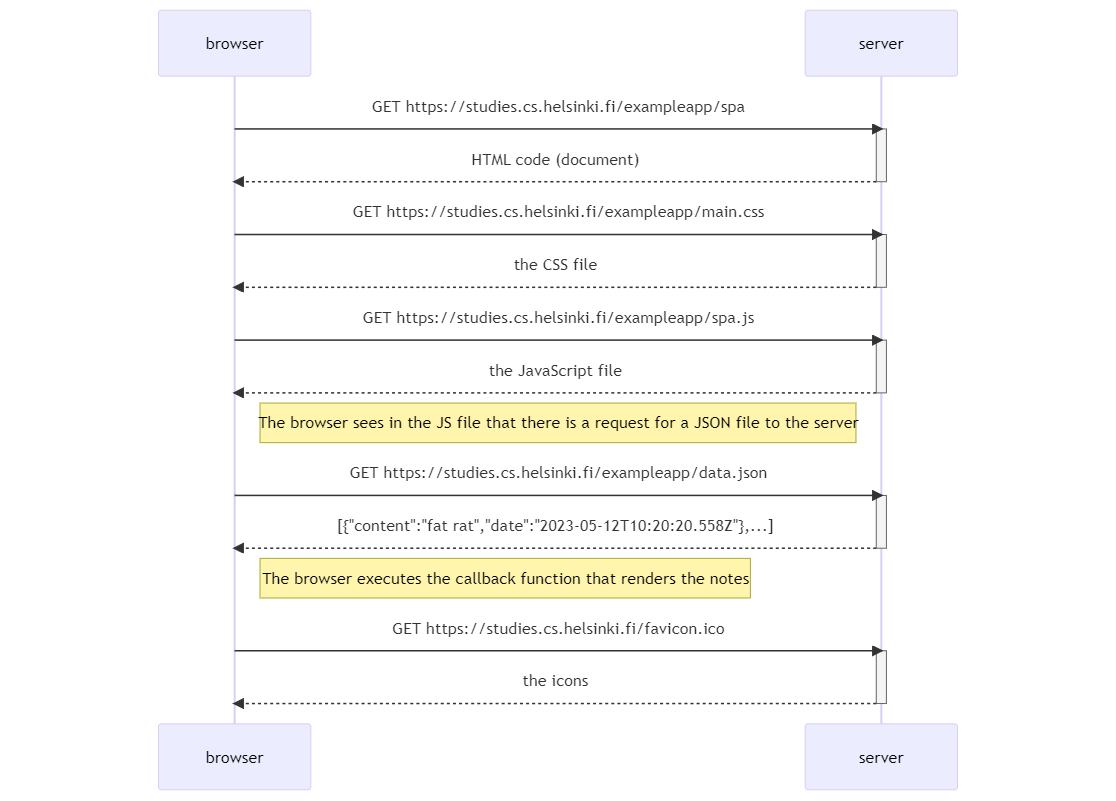 browser
server
GET https://studies.cs.helsinki.fi/exampleapp/spa
HTML code (document)
GET https://studies.cs.helsinki.fi/exampleapp/main.css
the CSS file
GET https://studies.cs.helsinki.fi/exampleapp/spa.js
the JavaScript file
The browser sees in the JS file that there is a request for a JSON file to the server
GET https://studies.cs.helsinki.fi/exampleapp/data.json
[{"content":"fat rat","date":"2023-05-12T10:20:20.558Z"},...]
The browser executes the callback function that renders the notes
GET https://studies.cs.helsinki.fi/favicon.ico
the icons
browser
server